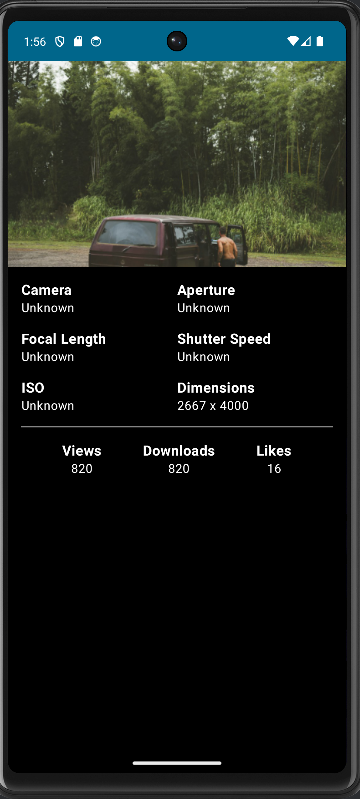 1:56
Camera Aperture
Unknown Unknown
Focal Length Shutter Speed
Unknown Unknown
ISO Dimensions
Unknown 2667 x 4000
Views Downloads Likes
820 820 16